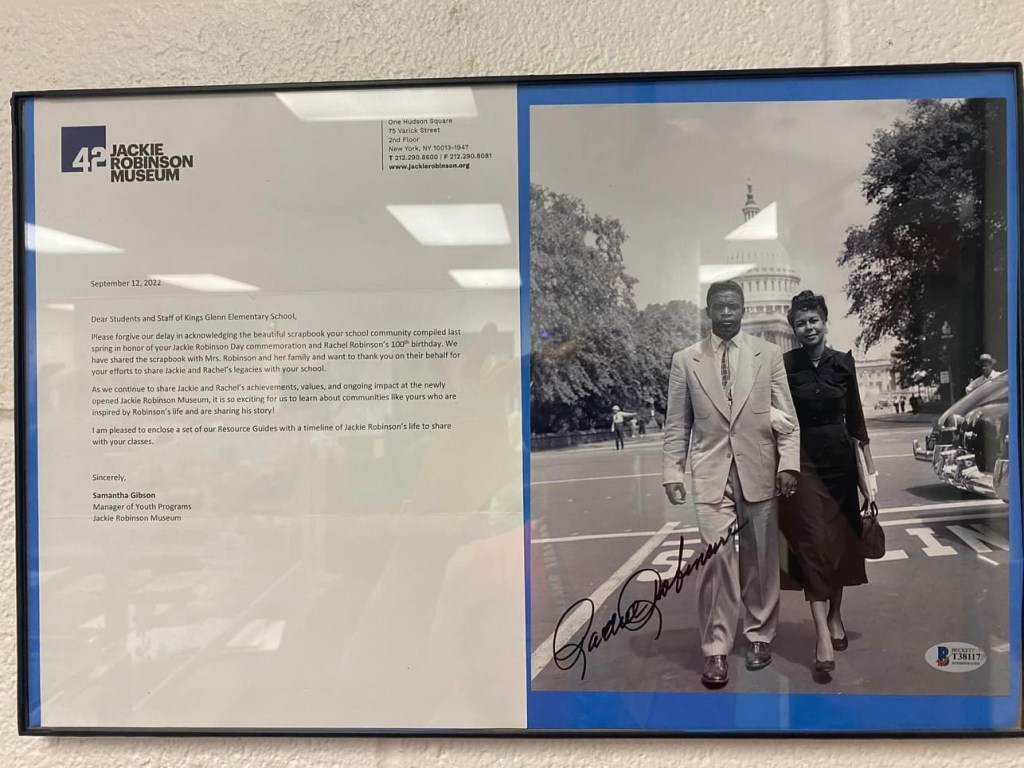 42 JACKIE
ROBINSON
MUSEUM
One Hudson Square
75 Varick Street
2nd Floor
New York, NY 10013-1947
T 212.290.8600 | F 212.290.8081
www.jackierobinson.org
September 12, 2022
Dear Students and Staff of Kings Glenn Elementary School,
Please forgive our delay in acknowledging the beautiful scrapbook your school community compiled last
spring in honor of your Jackie Robinson Day commemoration and Rachel Robinson's 100th birthday. We
have shared the scrapbook with Mrs. Robinson and her family and want to thank you on their behalf for
your efforts to share Jackie and Rachel's legacies with your school.
As we continue to share Jackie and Rachel's achievements, values, and ongoing impact at the newly
opened Jackie Robinson Museum, it is so exciting for us to learn about communities like yours who are
inspired by Robinson's life and are sharing his story!
I am pleased to enclose a set of our Resource Guides with a timeline of Jackie Robinson's life to share
with your classes.
Sincerely,
Samantha Gibson
Manager of Youth Programs
Jackie Robinson Museum
Rachel Robinson
B BECKETT
T38117